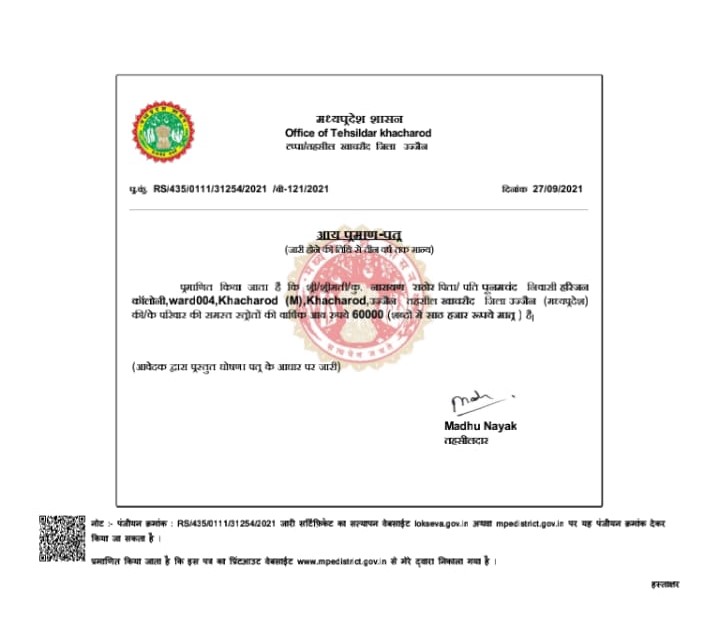 मध्यप्रदेश शासन
Office of Tehsildar khacharod
टप्पा/तहसील खाचरौद जिला उज्जैन
प्र.क्रं. RS/435/0111/31254/2021 /बी-121/2021 दिनांक 27/09/2021
आय प्रमाण-पत्र
(जारी होने की तिथि से तीन वर्ष तक मान्य)
प्रमाणित किया जाता है कि श्री/श्रीमती/कु. नारायण राठोर पिता/ पति पूनमचंद निवासी हरिजन
कॉलोनी,ward004,Khacharod (M),Khacharod,उज्जैन तहसील खाचरौद जिला उज्जैन (मध्यप्रदेश)
की/के परिवार की समस्त स्त्रोतों की वार्षिक आय रुपये 60000 (शब्दों में साठ हजार रूपये मात्र ) है|
(आवेदक द्वारा प्रस्तुत घोषणा पत्र के आधार पर जारी)
Madhu Nayak
तहसीलदार
नोट :- पंजीयन क्रमांक : RS/435/0111/31254/2021 जारी सर्टिफ़िकेट का सत्यापन वेबसाईट lokseva.gov.in अथवा mpedistrict.gov.in पर यह पंजीयन क्रमांक देकर
किया जा सकता है ।
प्रमाणित किया जाता है कि इस पत्र का प्रिंटआउट वेबसाईट www.mpedistrict.gov.in से मेरे द्वारा निकाला गया है ।
हस्ताक्षर